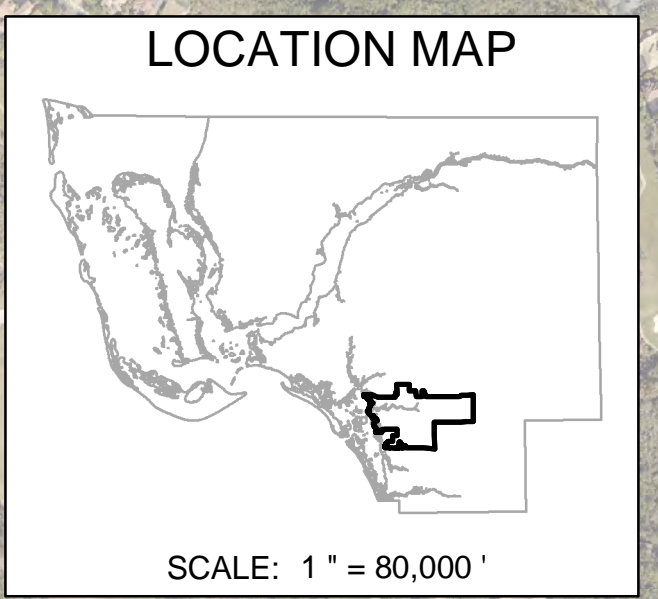 LOCATION MAP
SCALE: 1 " = 80,000 '